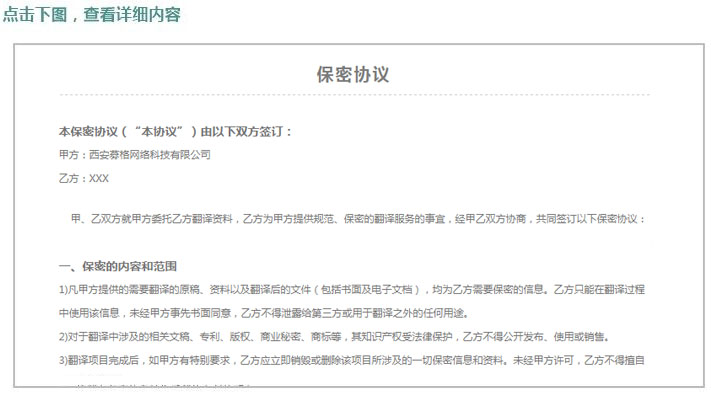 点击下图，查看详细内容
保密协议
本保密协议（“本协议”）由以下双方签订：
甲方：西安蓦格网络科技有限公司
乙方：XXX
甲、乙双方就甲方委托乙方翻译资料，乙方为甲方提供规范、保密的翻译服务的事宜，经甲乙双方协商，共同签订以下保密协议：
一、保密的内容和范围
1)凡甲方提供的需要翻译的原稿、资料以及翻译后的文件（包括书面及电子文档），均为乙方需要保密的信息。乙方只能在翻译过程
中使用该信息，未经甲方事先书面同意，乙方不得泄露给第三方或用于翻译之外的任何用途。
2)对于翻译中涉及的相关文稿、专利、版权、商业秘密、商标等，其知识产权受法律保护，乙方不得公开发布、使用或销售。
3)翻译项目完成后，如甲方有特别要求，乙方应立即销毁或删除该项目所涉及的一切保密信息和资料。未经甲方许可，乙方不得擅自